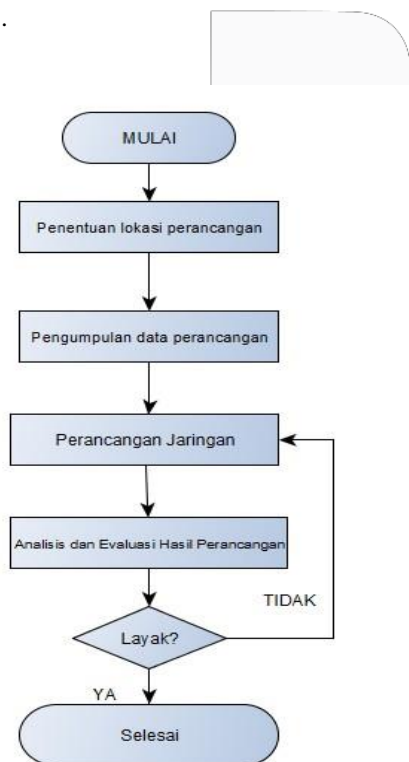 .
MULAI
Penentuan lokasi perancangan
Pengumpulan data perancangan
Perancangan Jaringan
Analisis dan Evaluasi Hasil Perancangan
TIDAK
Layak?
YA
Selesai